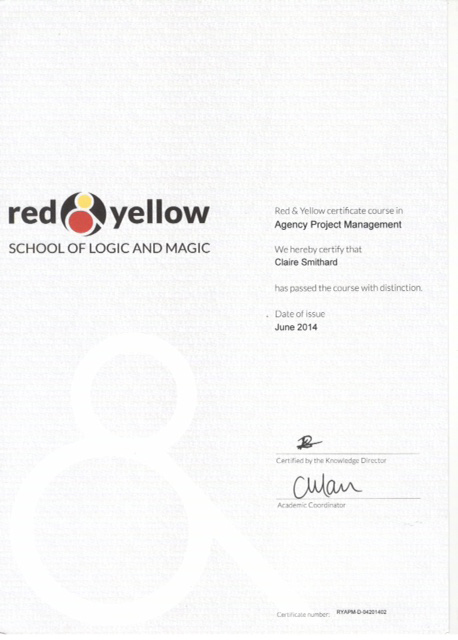 red & yellow
SCHOOL OF LOGIC AND MAGIC
Red & Yellow certificate course in
Agency Project Management
We hereby certify that
Claire Smithard
has passed the course with distinction.
Date of issue
June 2014
Certified by the Knowledge Director
Academic Coordinator
Certificate number: RYAPM-D-04201402